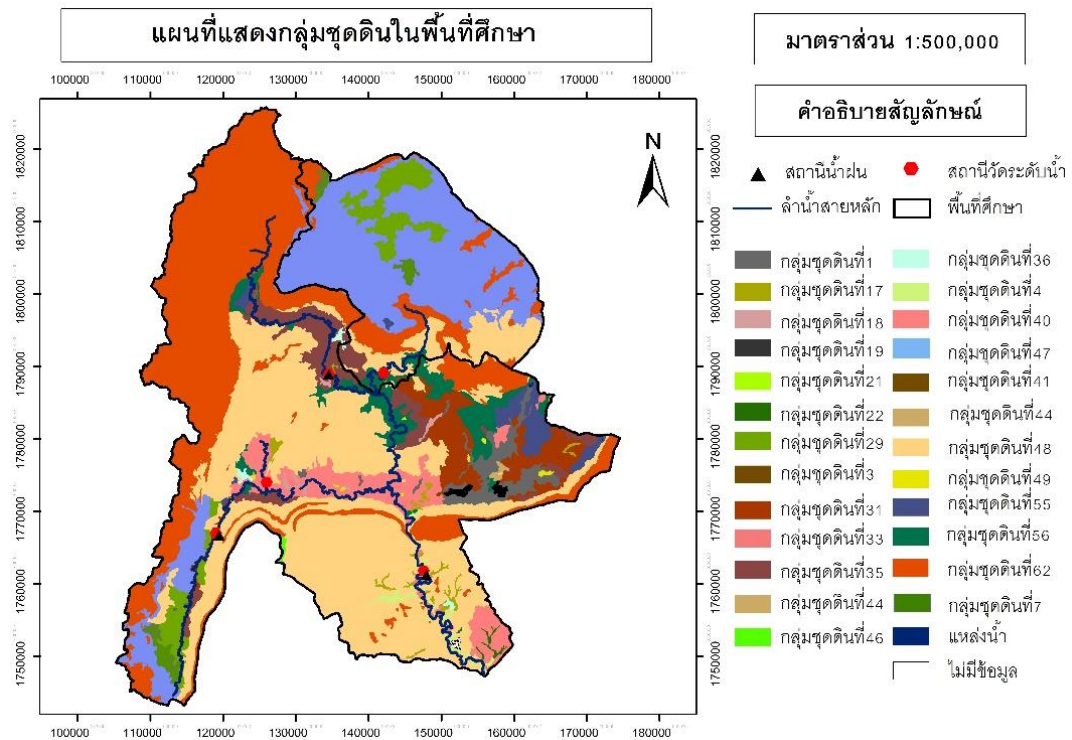 แผนที่แสดงกลุ่มชุดดินในพื้นที่ศึกษา
มาตราส่วน 1:500,000
คำอธิบายสัญลักษณ์
100000 110000 120000 130000 140000 150000 160000 170000 180000
1820000
1810000
1800000
1790000
1780000
1770000
1760000
1750000
N
1820000
1810000
1800000
1790000
1780000
1770000
1760000
1750000
100000 110000 120000 130000 140000 150000 160000 170000 180000
สถานีน้ำฝน
สถานีวัดระดับน้ำ
ลำน้ำสายหลัก
พื้นที่ศึกษา
กลุ่มชุดดินที่1
กลุ่มชุดดินที่17
กลุ่มชุดดินที่18
กลุ่มชุดดินที่19
กลุ่มชุดดินที่21
กลุ่มชุดดินที่22
กลุ่มชุดดินที่29
กลุ่มชุดดินที่3
กลุ่มชุดดินที่31
กลุ่มชุดดินที่33
กลุ่มชุดดินที่35
กลุ่มชุดดินที่44
กลุ่มชุดดินที่46
กลุ่มชุดดินที่36
กลุ่มชุดดินที่4
กลุ่มชุดดินที่40
กลุ่มชุดดินที่47
กลุ่มชุดดินที่41
กลุ่มชุดดินที่44
กลุ่มชุดดินที่48
กลุ่มชุดดินที่49
กลุ่มชุดดินที่55
กลุ่มชุดดินที่56
กลุ่มชุดดินที่62
กลุ่มชุดดินที่7
แหล่งน้ำ
ไม่มีข้อมูล